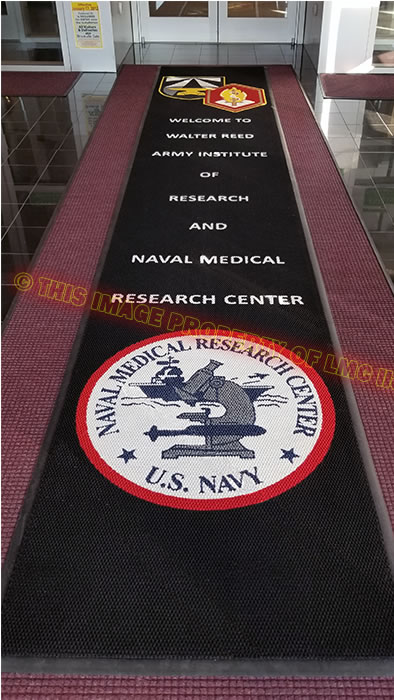 WELCOME TO
WALTER REED
ARMY INSTITUTE
OF
RESEARCH
AND
NAVAL MEDICAL
RESEARCH CENTER
© THIS IMAGE PROPERTY OF LMC
NAVAL MEDICAL RESEARCH CENTER
U.S. NAVY